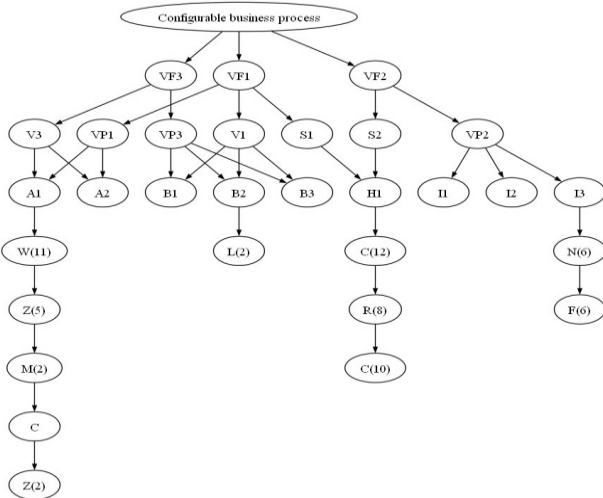 Configurable business process
VF3 VF1 VF2
V3 VP1 VP3 V1 S1 S2 VP2
A1 A2 B1 B2 B3 H1 I1 I2 I3
W(11) L(2) C(12) N(6)
Z(5) R(8) F(6)
M(2) C(10)
C
Z(2)